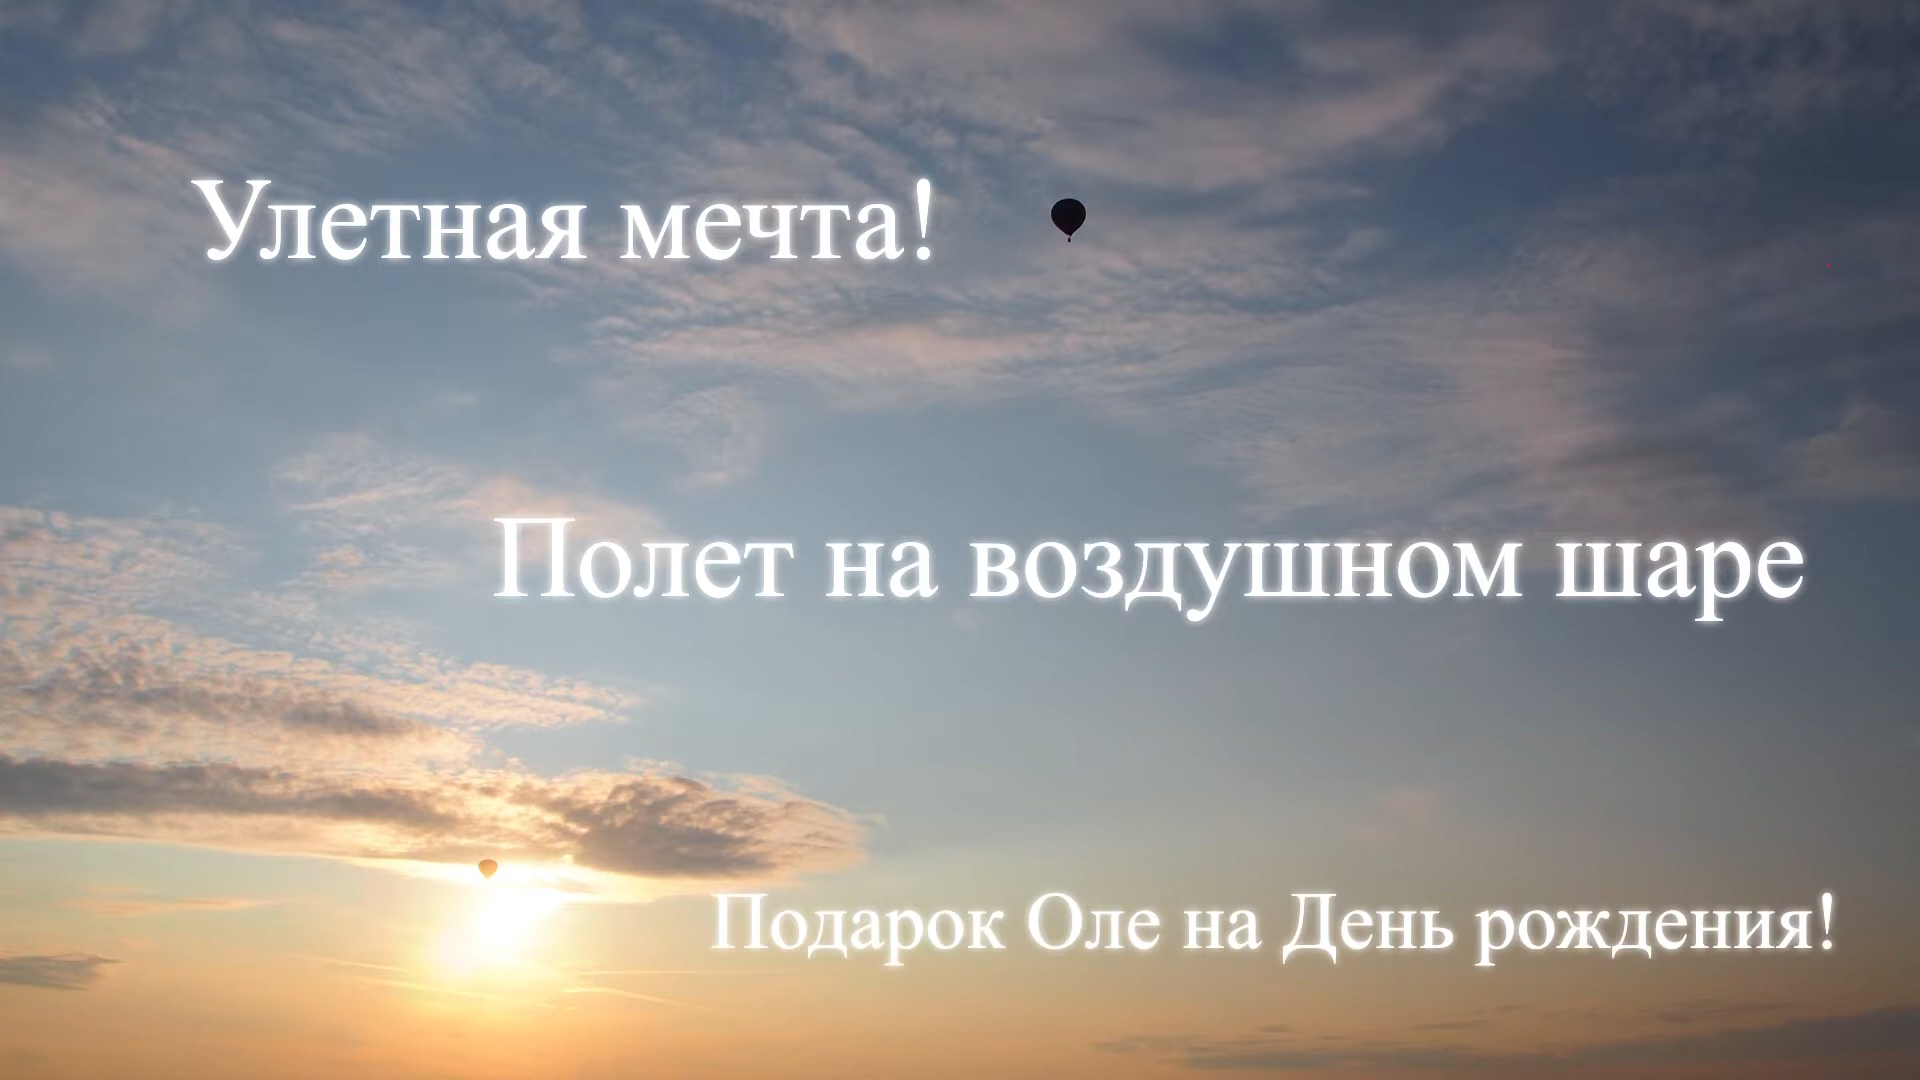 Улетная мечта!
Полет на воздушном шаре
Подарок Оле на День рождения!